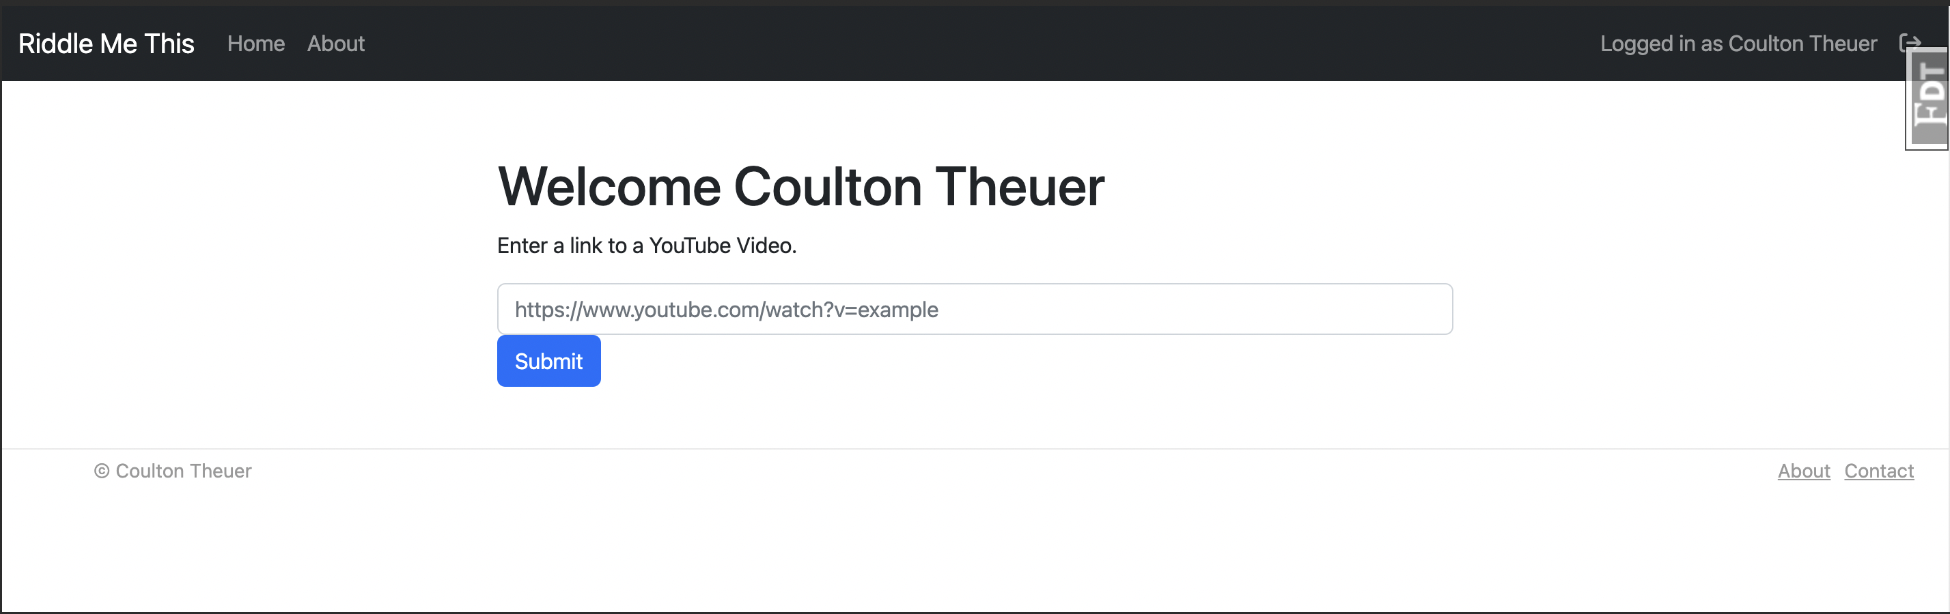 Riddle Me This Home About Logged in as Coulton Theuer
FDT
Welcome Coulton Theuer
Enter a link to a YouTube Video.
https://www.youtube.com/watch?v=example
Submit
© Coulton Theuer About Contact